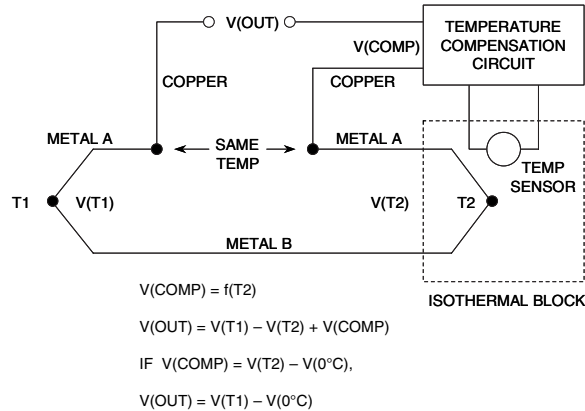 V(OUT)
TEMPERATURE
COMPENSATION
CIRCUIT
V(COMP)
COPPER
COPPER
METAL A
SAME
TEMP
METAL A
TEMP
SENSOR
T1
V(T1)
V(T2)
T2
METAL B
ISOTHERMAL BLOCK
V(COMP) = f(T2)
V(OUT) = V(T1) – V(T2) + V(COMP)
IF V(COMP) = V(T2) – V(0°C),
V(OUT) = V(T1) – V(0°C)